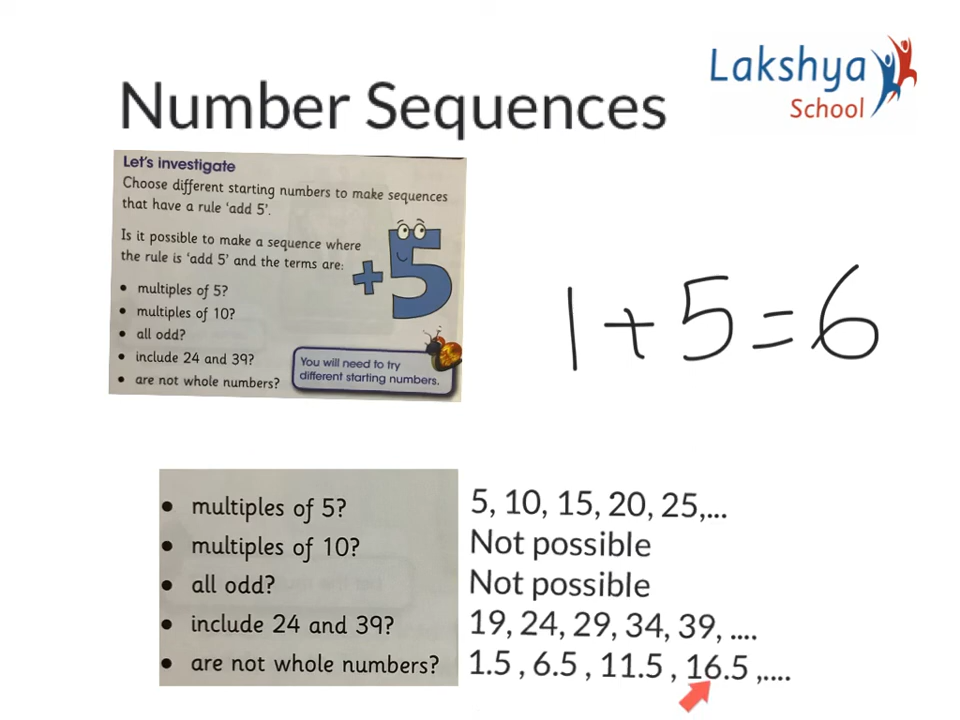 Lakshya
School
Number Sequences
Let's investigate
Choose different starting numbers to make sequences
that have a rule 'add 5'.
Is it possible to make a sequence where
the rule is 'add 5' and the terms are:
+5
• multiples of 5?
• multiples of 10?
• all odd?
• include 24 and 39?
• are not whole numbers?
You will need to try
different starting numbers.
1 + 5 = 6
• multiples of 5? 5, 10, 15, 20, 25,...
• multiples of 10? Not possible
• all odd? Not possible
• include 24 and 39? 19, 24, 29, 34, 39, ....
• are not whole numbers? 1.5 , 6.5 , 11.5 , 16.5 ,....